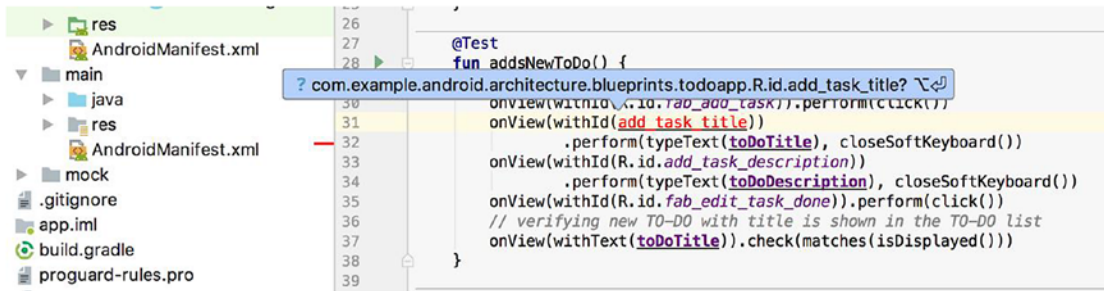 res
AndroidManifest.xml
main
java
res
AndroidManifest.xml
mock
.gitignore
app.iml
build.gradle
proguard-rules.pro
26
27 @Test
28 fun addsNewToDo() {
? com.example.android.architecture.blueprints.todoapp.R.id.add_task_title? ⌥⏎
30 onView(withId(R.id.fab_add_task)).perform(click())
31 onView(withId(add_task_title))
32 .perform(typeText(toDoTitle), closeSoftKeyboard())
33 onView(withId(R.id.add_task_description))
34 .perform(typeText(toDoDescription), closeSoftKeyboard())
35 onView(withId(R.id.fab_edit_task_done)).perform(click())
36 // verifying new TO-DO with title is shown in the TO-DO list
37 onView(withText(toDoTitle)).check(matches(isDisplayed()))
38 }
39